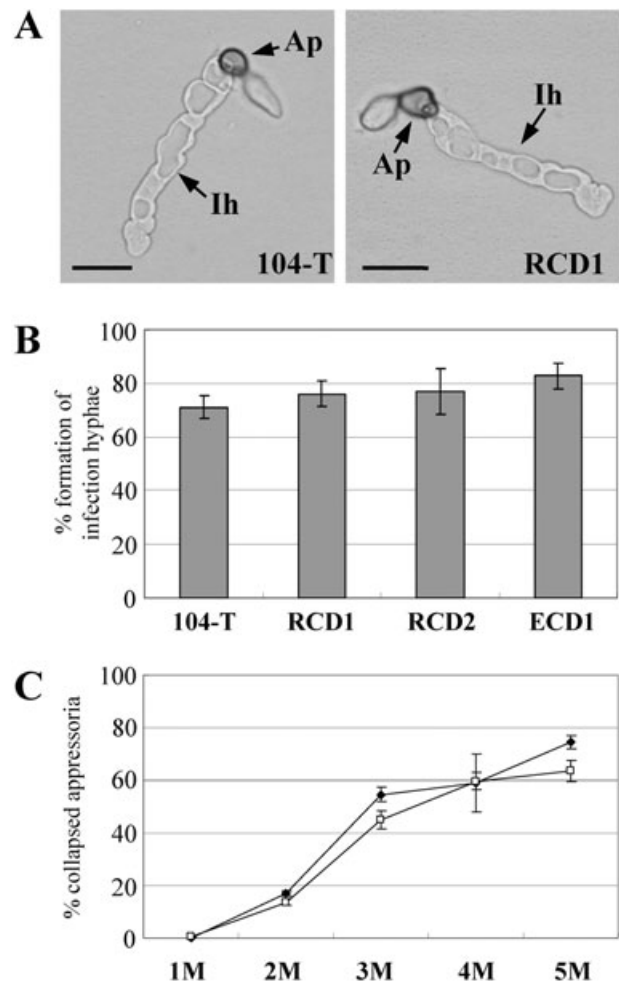 A
Ap
Ih
104-T
Ih
Ap
RCD1
B
% formation of
infection hyphae
100
80
60
40
20
0
104-T RCD1 RCD2 ECD1
C
% collapsed appressoria
100
80
60
40
20
0
1M 2M 3M 4M 5M